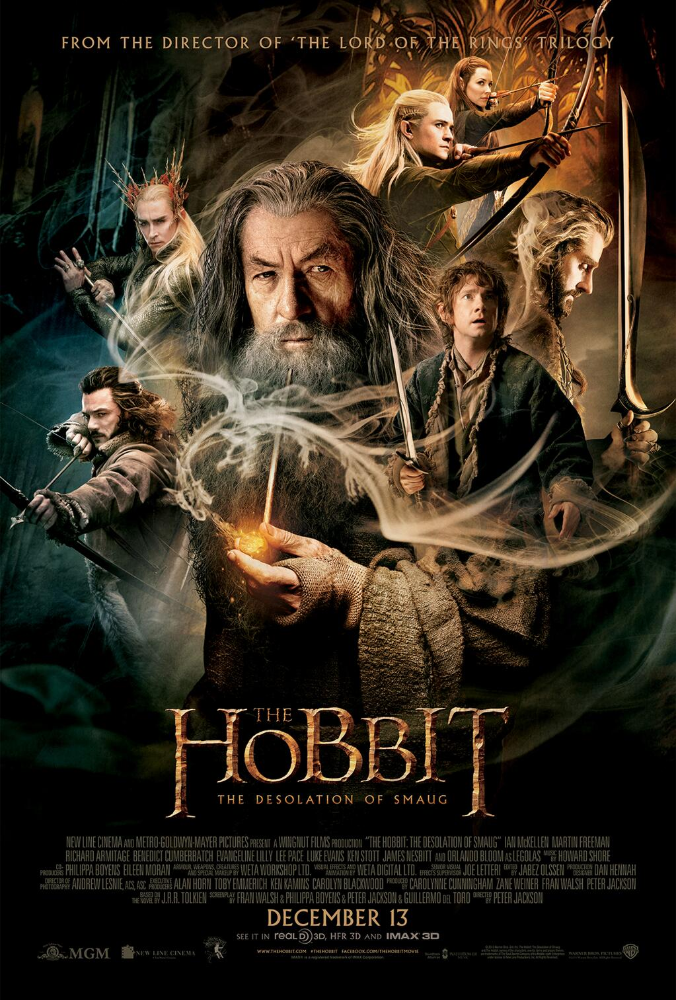 FROM THE DIRECTOR OF 'THE LORD OF THE RINGS' TRILOGY
THE HOBBIT
THE DESOLATION OF SMAUG
NEW LINE CINEMA AND METRO-GOLDWYN-MAYER PICTURES PRESENT A WINGNUT FILMS PRODUCTION "THE HOBBIT: THE DESOLATION OF SMAUG" IAN McKELLEN MARTIN FREEMAN
RICHARD ARMITAGE BENEDICT CUMBERBATCH EVANGELINE LILLY LEE PACE LUKE EVANS KEN STOTT JAMES NESBITT AND ORLANDO BLOOM AS LEGOLAS MUSIC BY HOWARD SHORE
CO-PRODUCERS PHILIPPA BOYENS EILEEN MORAN ARMOUR, WEAPONS, CREATURES AND SPECIAL MAKEUP BY WETA WORKSHOP LTD. VISUAL EFFECTS AND ANIMATION BY WETA DIGITAL LTD. SENIOR VISUAL EFFECTS SUPERVISOR JOE LETTERI EDITED BY JABEZ OLSSEN PRODUCTION DESIGNER DAN HENNAH
DIRECTOR OF PHOTOGRAPHY ANDREW LESNIE, ACS, ASC EXECUTIVE PRODUCERS ALAN HORN TOBY EMMERICH KEN KAMINS CAROLYN BLACKWOOD PRODUCED BY CAROLYNNE CUNNINGHAM ZANE WEINER FRAN WALSH PETER JACKSON
BASED ON THE NOVEL BY J.R.R. TOLKIEN SCREENPLAY BY FRAN WALSH & PHILIPPA BOYENS & PETER JACKSON & GUILLERMO DEL TORO DIRECTED BY PETER JACKSON
DECEMBER 13
SEE IT IN REAL D 3D, HFR 3D AND IMAX 3D
MGM NEW LINE CINEMA
WWW.THEHOBBIT.COM #THEHOBBIT FACEBOOK.COM/THEHOBBITMOVIE
IMAX® is a registered trademark of IMAX Corporation.
Soundtrack Album on WATERTOWER MUSIC
WARNER BROS. PICTURES